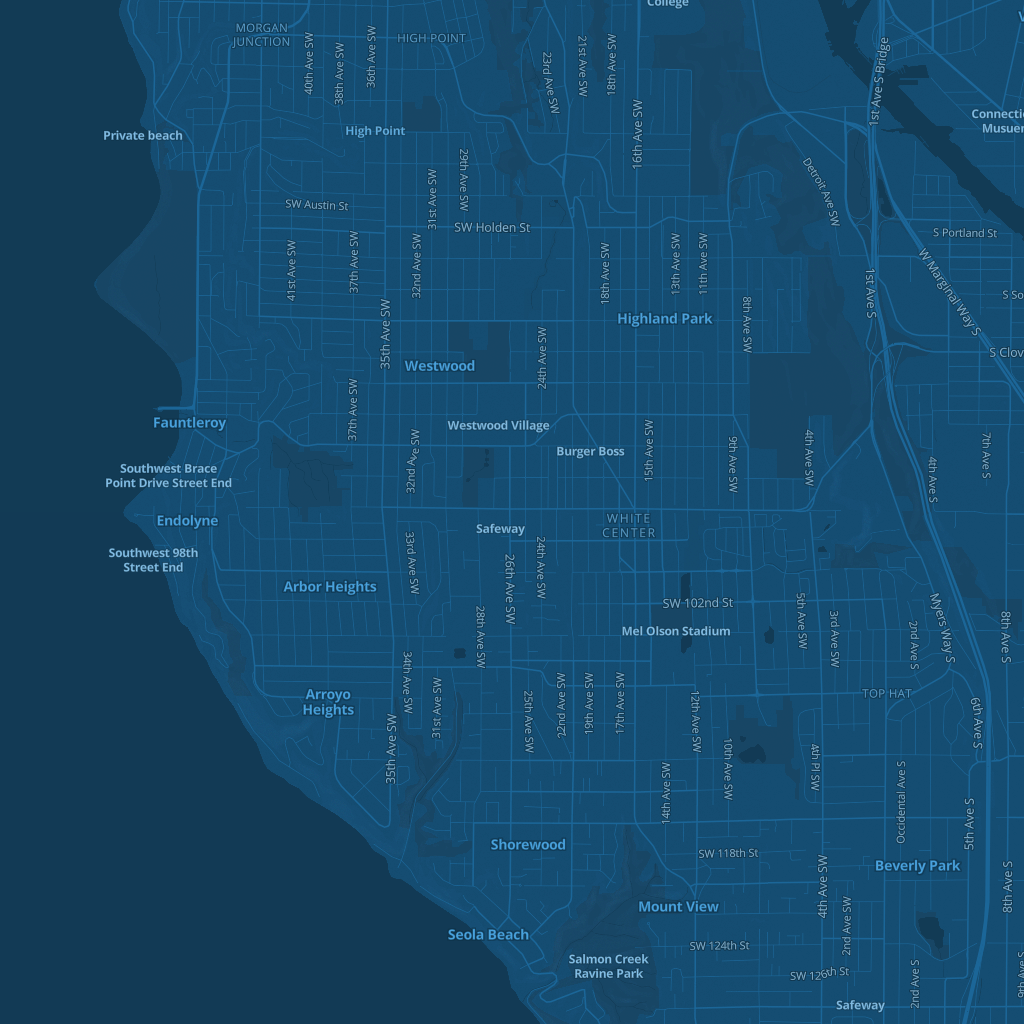 College
MORGAN
JUNCTION
HIGH POINT
40th Ave SW
38th Ave SW
36th Ave SW
23rd Ave SW
21st Ave SW
18th Ave SW
1st Ave S Bridge
Private beach
High Point
16th Ave SW
29th Ave SW
31st Ave SW
Detroit Ave SW
SW Austin St
SW Holden St
S Portland St
41st Ave SW
37th Ave SW
32nd Ave SW
18th Ave SW
13th Ave SW
11th Ave SW
1st Ave S
W Marginal Way S
35th Ave SW
Highland Park
8th Ave SW
24th Ave SW
Westwood
37th Ave SW
Fauntleroy
Westwood Village
32nd Ave SW
Burger Boss
15th Ave SW
9th Ave SW
4th Ave SW
4th Ave S
7th Ave S
Southwest Brace
Point Drive Street End
Endolyne
Safeway
WHITE
CENTER
Southwest 98th
Street End
33rd Ave SW
24th Ave SW
26th Ave SW
Arbor Heights
SW 102nd St
28th Ave SW
5th Ave SW
3rd Ave SW
2nd Ave S
Myers Way S
8th Ave S
Mel Olson Stadium
34th Ave SW
31st Ave SW
Arroyo
Heights
35th Ave SW
25th Ave SW
22nd Ave SW
19th Ave SW
17th Ave SW
12th Ave SW
TOP HAT
6th Ave S
10th Ave SW
4th Pl SW
14th Ave SW
Occidental Ave S
5th Ave S
Shorewood
SW 118th St
Beverly Park
4th Ave SW
8th Ave S
Mount View
2nd Ave SW
Seola Beach
SW 124th St
Salmon Creek
Ravine Park
SW 126th St
2nd Ave S
9th Ave S
Safeway